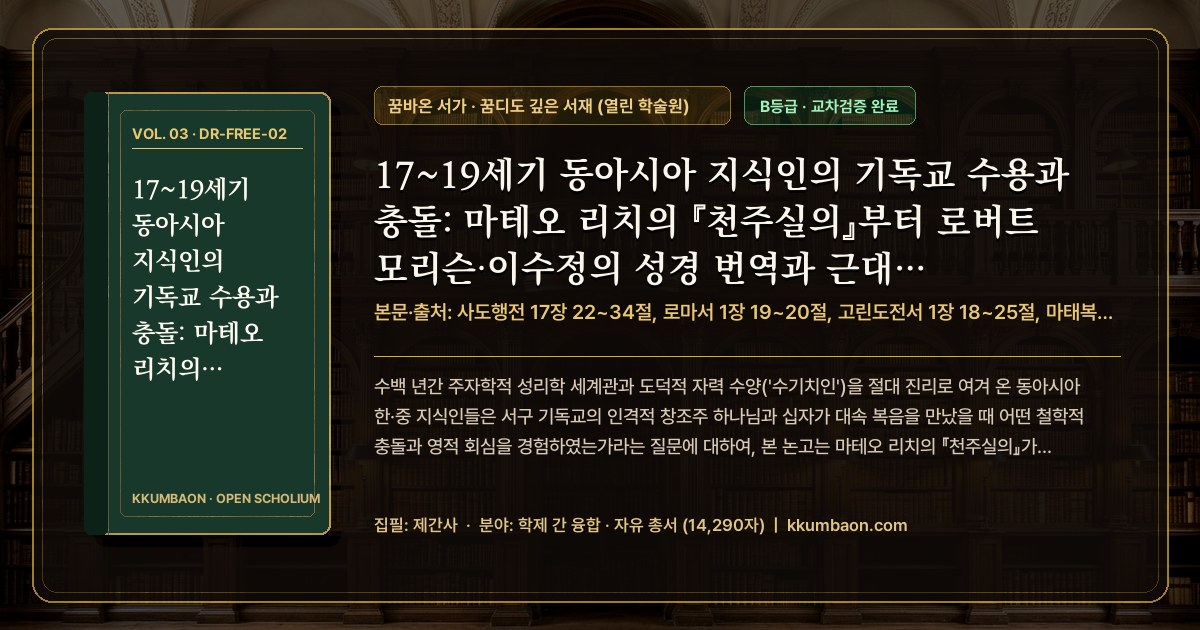 VOL. 03 · DR-FREE-02
17~19세기
동아시아
지식인의
기독교 수용과
충돌: 마테오
리치의…
KKUMBAON · OPEN SCHOLIUM
꿈바온 서가 · 꿈디도 깊은 서재 (열린 학술원)
B등급 · 교차검증 완료
17~19세기 동아시아 지식인의 기독교 수용과
충돌: 마테오 리치의 『천주실의』부터 로버트
모리슨·이수정의 성경 번역과 근대…
본문·출처: 사도행전 17장 22~34절, 로마서 1장 19~20절, 고린도전서 1장 18~25절, 마태복…
수백 년간 주자학적 성리학 세계관과 도덕적 자력 수양('수기치인')을 절대 진리로 여겨 온 동아시아
한·중 지식인들은 서구 기독교의 인격적 창조주 하나님과 십자가 대속 복음을 만났을 때 어떤 철학적
충돌과 영적 회심을 경험하였는가라는 질문에 대하여, 본 논고는 마테오 리치의 『천주실의』가…
집필: 제간사 · 분야: 학제 간 융합 · 자유 총서 (14,290자) | kkumbaon.com